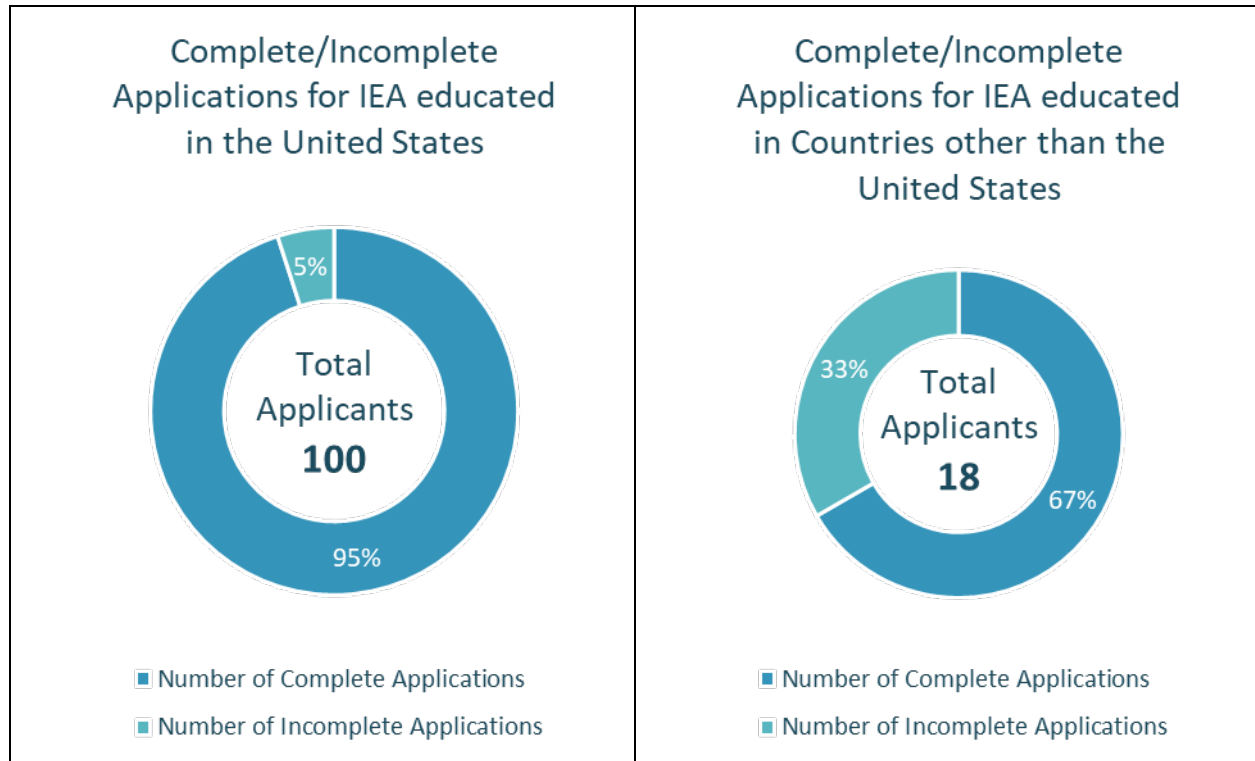 Complete/Incomplete
Applications for IEA educated
in the United States
5%
Total
Applicants
100
95%
Number of Complete Applications
Number of Incomplete Applications
Complete/Incomplete
Applications for IEA educated
in Countries other than the
United States
33%
Total
Applicants
18
67%
Number of Complete Applications
Number of Incomplete Applications